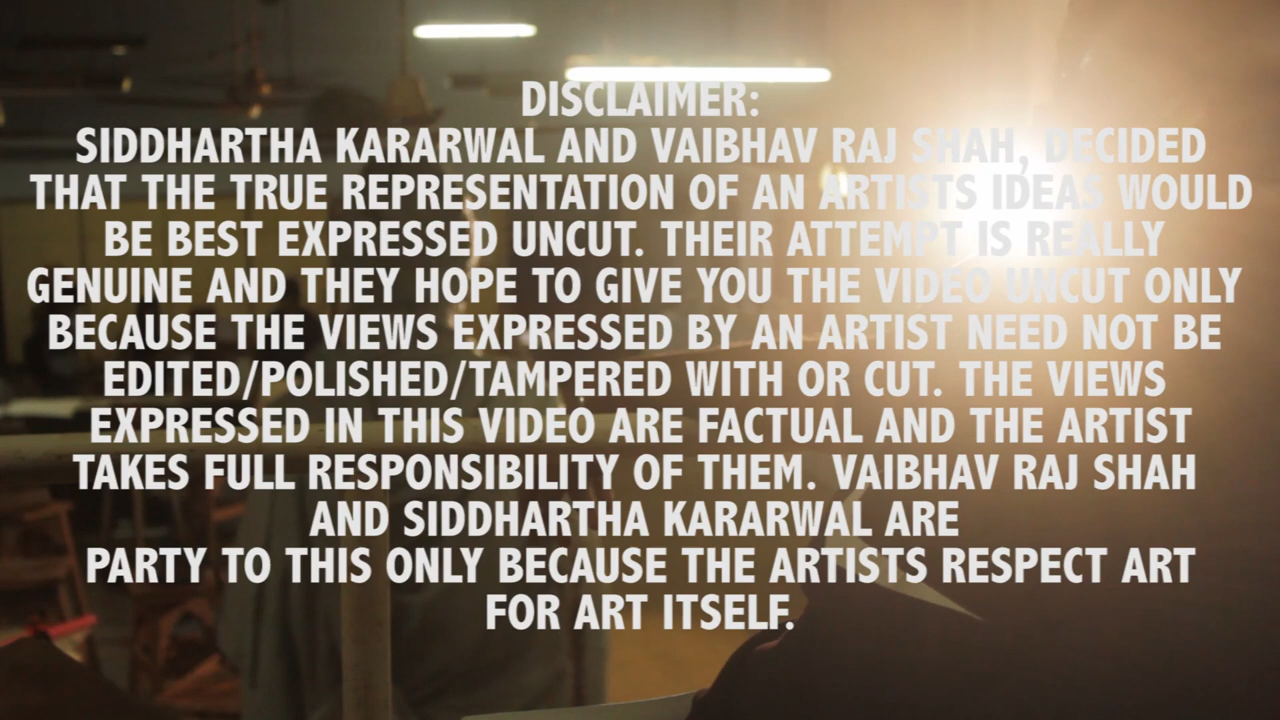 DISCLAIMER:
SIDDHARTHA KARARWAL AND VAIBHAV RAJ SHAH, DECIDED
THAT THE TRUE REPRESENTATION OF AN ARTISTS IDEAS WOULD
BE BEST EXPRESSED UNCUT. THEIR ATTEMPT IS REALLY
GENUINE AND THEY HOPE TO GIVE YOU THE VIDEO UNCUT ONLY
BECAUSE THE VIEWS EXPRESSED BY AN ARTIST NEED NOT BE
EDITED/POLISHED/TAMPERED WITH OR CUT. THE VIEWS
EXPRESSED IN THIS VIDEO ARE FACTUAL AND THE ARTIST
TAKES FULL RESPONSIBILITY OF THEM. VAIBHAV RAJ SHAH
AND SIDDHARTHA KARARWAL ARE
PARTY TO THIS ONLY BECAUSE THE ARTISTS RESPECT ART
FOR ART ITSELF.